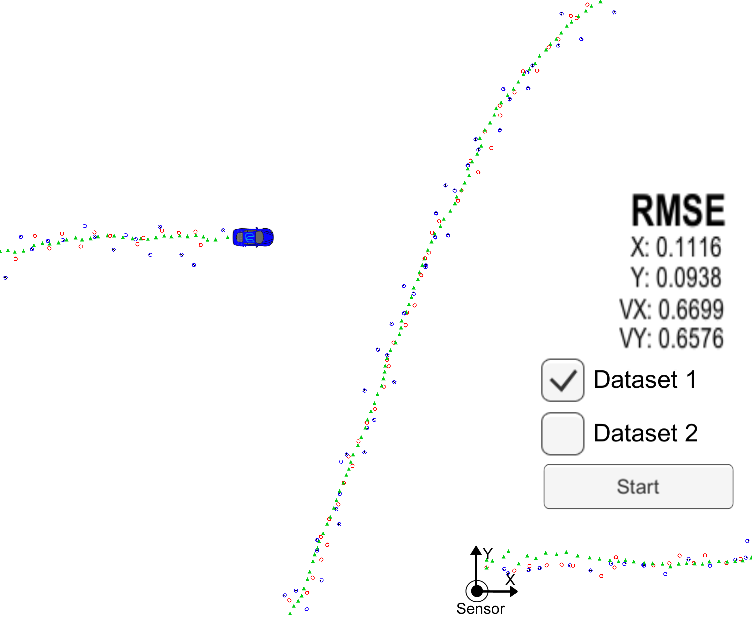 RMSE
X: 0.1116
Y: 0.0938
VX: 0.6699
VY: 0.6576
Dataset 1
Dataset 2
Start
Y
X
Sensor